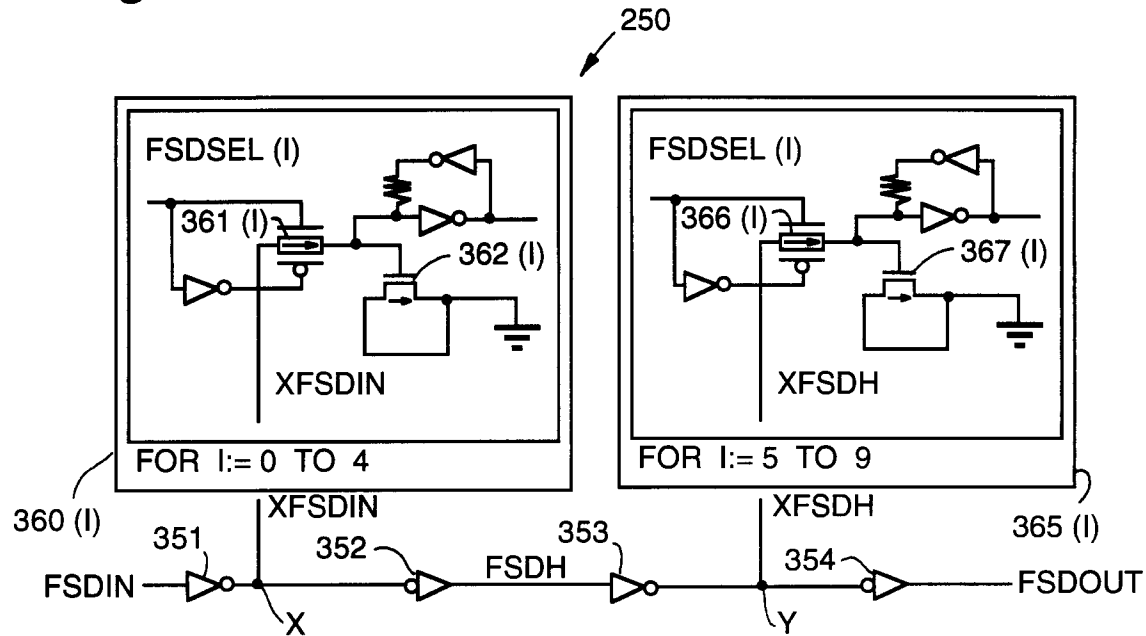 250
FSDSEL (I)
361 (I)
362 (I)
XFSDIN
FOR I:= 0 TO 4
360 (I)
FSDSEL (I)
366 (I)
367 (I)
XFSDH
FOR I:= 5 TO 9
365 (I)
XFSDIN
XFSDH
351
352
353
354
FSDIN
FSDH
FSDOUT
X
Y